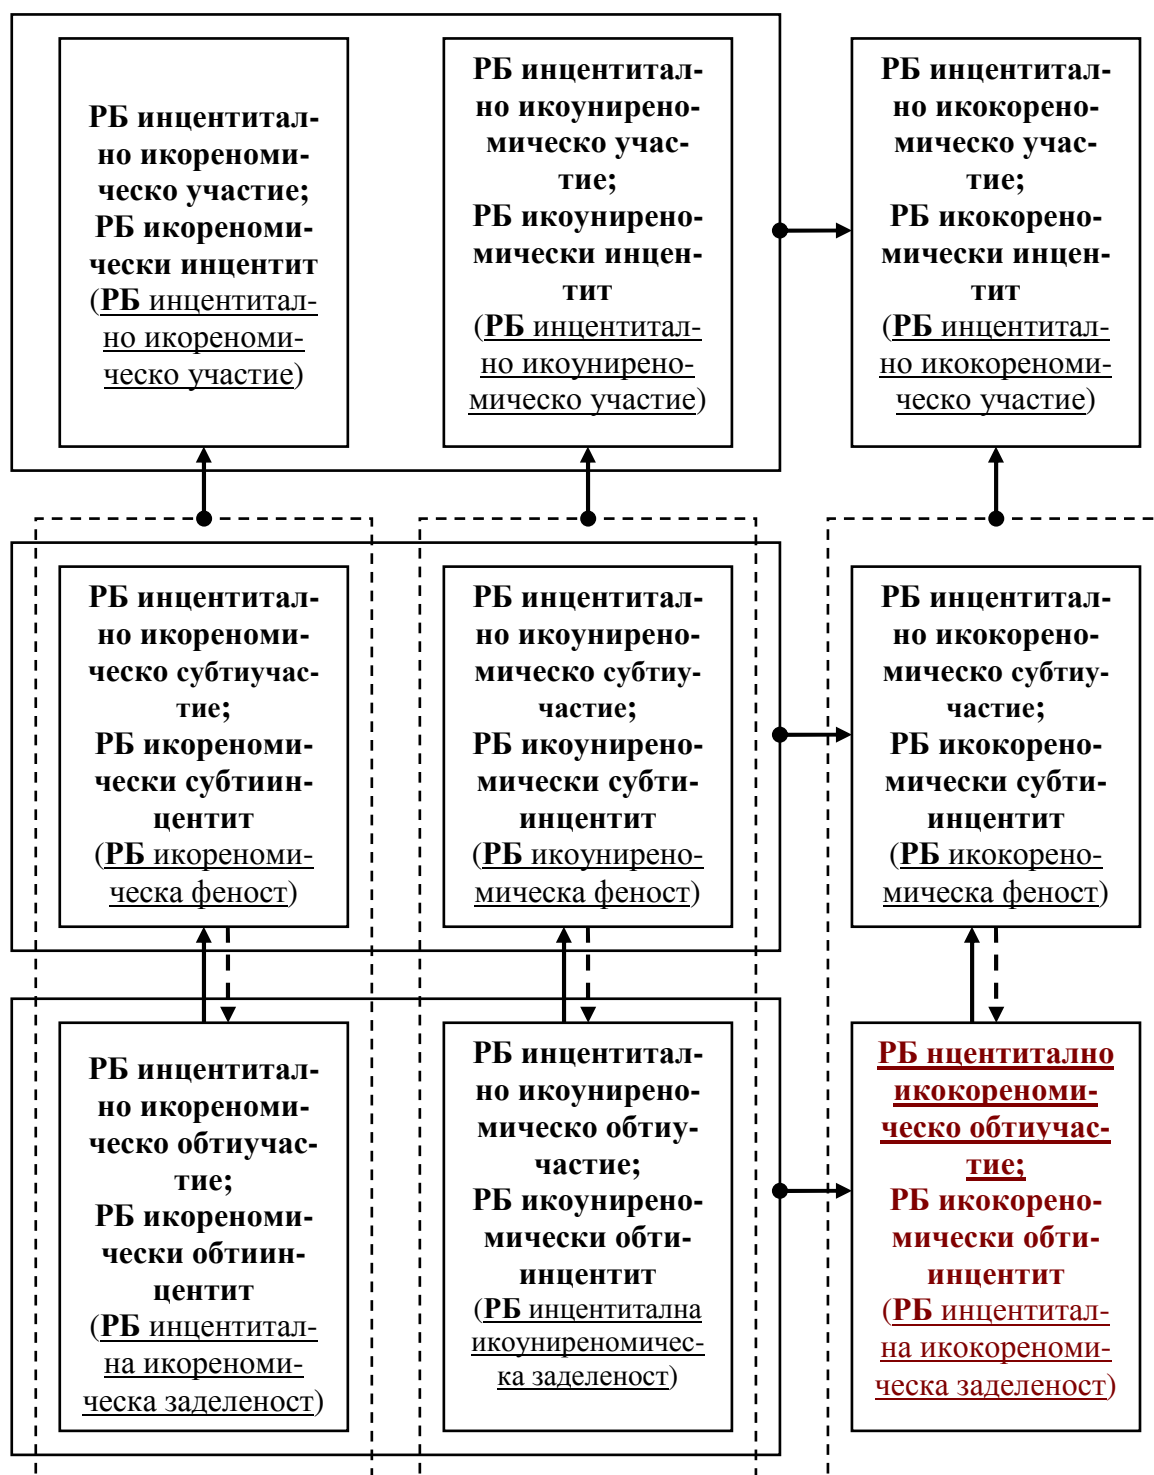 РБ инцентитал-
но икореноми-
ческо участие;
РБ икореноми-
чески инцентит
(РБ инцентитал-
но икореноми-
ческо участие)
РБ инцентитал-
но икоунирено-
мическо учас-
тие;
РБ икоунирено-
мически инцен-
тит
(РБ инцентитал-
но икоунирено-
мическо участие)
РБ инцентитал-
но икокорено-
мическо учас-
тие;
РБ икокорено-
мически инцен-
тит
(РБ инцентитал-
но икокореноми-
ческо участие)
РБ инцентитал-
но икореноми-
ческо субтиучас-
тие;
РБ икореноми-
чески субтиин-
центит
(РБ икореноми-
ческа феност)
РБ инцентитал-
но икоунирено-
мическо субтиу-
частие;
РБ икоунирено-
мически субти-
инцентит
(РБ икоунирено-
мическа феност)
РБ инцентитал-
но икокорено-
мическо субтиу-
частие;
РБ икокорено-
мически субти-
инцентит
(РБ икокорено-
мическа феност)
РБ инцентитал-
но икореноми-
ческо обтиучас-
тие;
РБ икореноми-
чески обтиин-
центит
(РБ инцентитал-
на икореноми-
ческа заделеност)
РБ инцентитал-
но икоунирено-
мическо обтиу-
частие;
РБ икоунирено-
мически обти-
инцентит
(РБ инцентитална
икоуниреномичес-
ка заделеност)
РБ нцентитално
икокореноми-
ческо обтиучас-
тие;
РБ икокорено-
мически обти-
инцентит
(РБ инцентитал-
на икокореноми-
ческа заделеност)